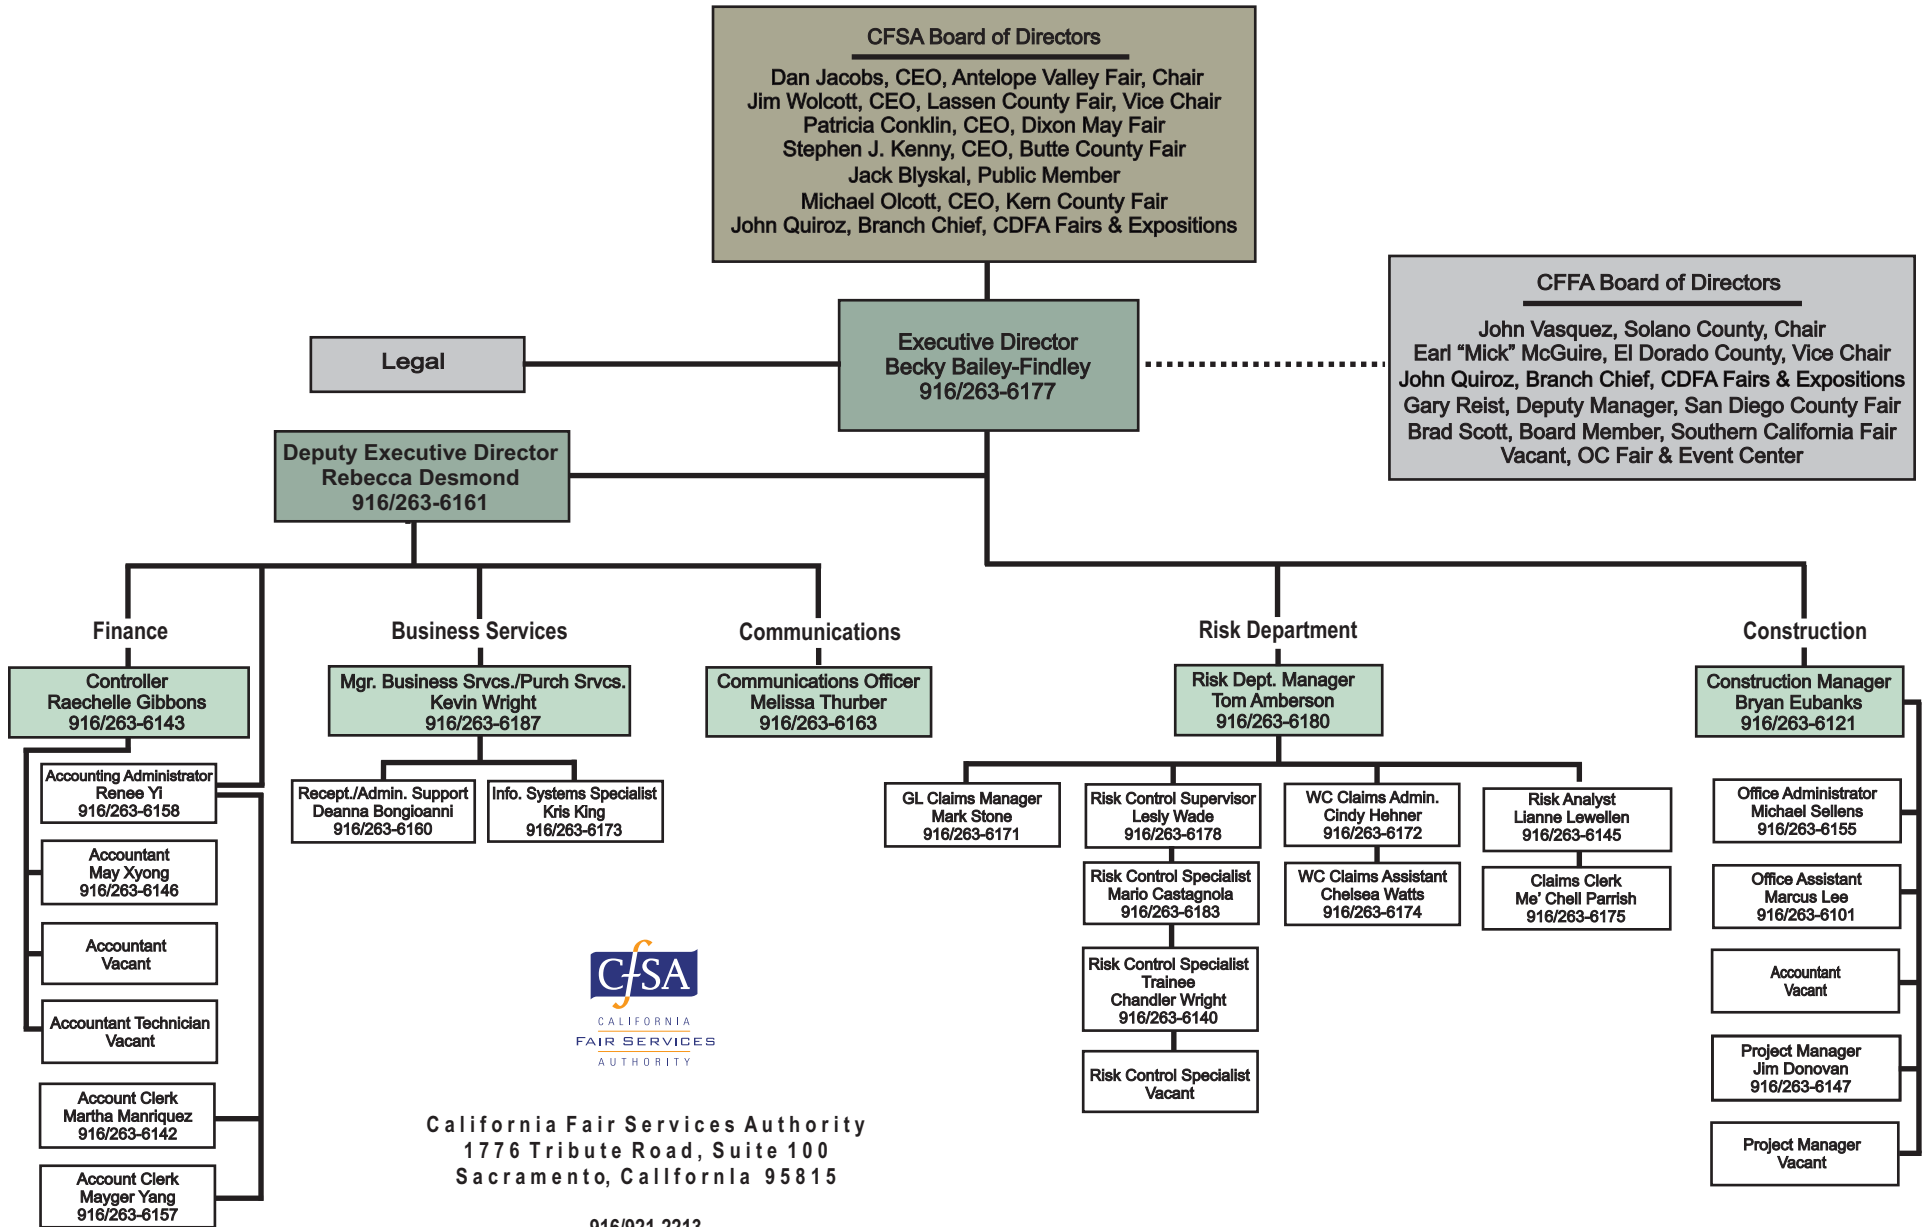 CFSA Board of Directors
Dan Jacobs, CEO, Antelope Valley Fair, Chair
Jim Wolcott, CEO, Lassen County Fair, Vice Chair
Patricia Conklin, CEO, Dixon May Fair
Stephen J. Kenny, CEO, Butte County Fair
Jack Blyskal, Public Member
Michael Olcott, CEO, Kern County Fair
John Quiroz, Branch Chief, CDFA Fairs & Expositions
CFFA Board of Directors
John Vasquez, Solano County, Chair
Earl “Mick” McGuire, El Dorado County, Vice Chair
John Quiroz, Branch Chief, CDFA Fairs & Expositions
Gary Reist, Deputy Manager, San Diego County Fair
Brad Scott, Board Member, Southern California Fair
Vacant, OC Fair & Event Center
Legal
Executive Director
Becky Bailey-Findley
916/263-6177
Deputy Executive Director
Rebecca Desmond
916/263-6161
Finance
Controller
Raechelle Gibbons
916/263-6143
Accounting Administrator
Renee Yi
916/263-6158
Accountant
May Xyong
916/263-6146
Accountant
Vacant
Accountant Technician
Vacant
Account Clerk
Martha Manriquez
916/263-6142
Account Clerk
Mayger Yang
916/263-6157
Business Services
Mgr. Business Srvcs./Purch Srvcs.
Kevin Wright
916/263-6187
Recept./Admin. Support
Deanna Bongioanni
916/263-6160
Info. Systems Specialist
Kris King
916/263-6173
Communications
Communications Officer
Melissa Thurber
916/263-6163
Risk Department
Risk Dept. Manager
Tom Amberson
916/263-6180
GL Claims Manager
Mark Stone
916/263-6171
Risk Control Supervisor
Lesly Wade
916/263-6178
Risk Control Specialist
Mario Castagnola
916/263-6183
Risk Control Specialist
Trainee
Chandler Wright
916/263-6140
Risk Control Specialist
Vacant
WC Claims Admin.
Cindy Hehner
916/263-6172
WC Claims Assistant
Chelsea Watts
916/263-6174
Risk Analyst
Lianne Lewellen
916/263-6145
Claims Clerk
Me’ Chell Parrish
916/263-6175
Construction
Construction Manager
Bryan Eubanks
916/263-6121
Office Administrator
Michael Sellens
916/263-6155
Office Assistant
Marcus Lee
916/263-6101
Accountant
Vacant
Project Manager
Jim Donovan
916/263-6147
Project Manager
Vacant
CfSA
CALIFORNIA
FAIR SERVICES
AUTHORITY
California Fair Services Authority
1776 Tribute Road, Suite 100
Sacramento, CalIfornIa 95815
916/921-2213